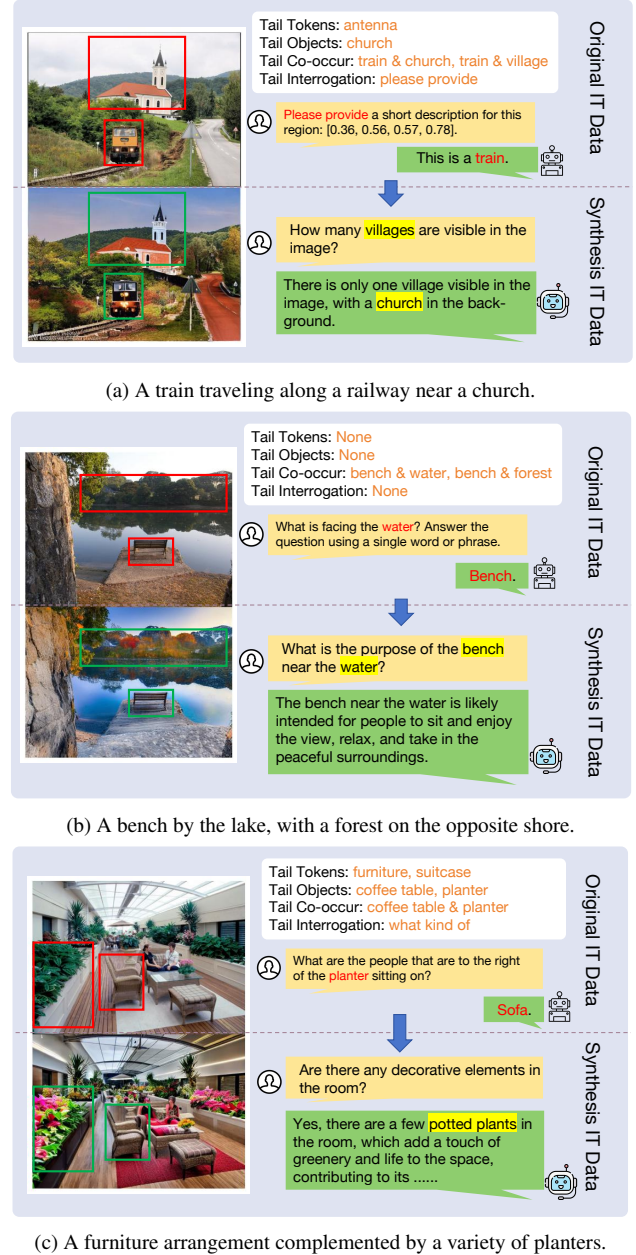 Tail Tokens: antenna
Tail Objects: church
Tail Co-occur: train & church, train & village
Tail Interrogation: please provide
Original IT Data
Please provide a short description for this
region: [0.36, 0.56, 0.57, 0.78].
This is a train.
Synthesis IT Data
How many villages are visible in the
image?
There is only one village visible in the
image, with a church in the back-
ground.
(a) A train traveling along a railway near a church.
Tail Tokens: None
Tail Objects: None
Tail Co-occur: bench & water, bench & forest
Tail Interrogation: None
Original IT Data
What is facing the water? Answer the
question using a single word or phrase.
Bench.
Synthesis IT Data
What is the purpose of the bench
near the water?
The bench near the water is likely
intended for people to sit and enjoy
the view, relax, and take in the
peaceful surroundings.
(b) A bench by the lake, with a forest on the opposite shore.
Tail Tokens: furniture, suitcase
Tail Objects: coffee table, planter
Tail Co-occur: coffee table & planter
Tail Interrogation: what kind of
Original IT Data
What are the people that are to the right
of the planter sitting on?
Sofa.
Synthesis IT Data
Are there any decorative elements in
the room?
Yes, there are a few potted plants in
the room, which add a touch of
greenery and life to the space,
contributing to its ......
(c) A furniture arrangement complemented by a variety of planters.